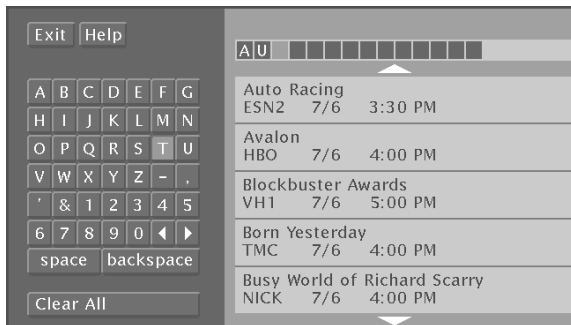 Exit Help
A U
A B C D E F G
H I J K L M N
O P Q R S T U
V W X Y Z - ,
' & 1 2 3 4 5
6 7 8 9 0
space backspace
Clear All
Auto Racing
ESN2 7/6 3:30 PM
Avalon
HBO 7/6 4:00 PM
Blockbuster Awards
VH1 7/6 5:00 PM
Born Yesterday
TMC 7/6 4:00 PM
Busy World of Richard Scarry
NICK 7/6 4:00 PM